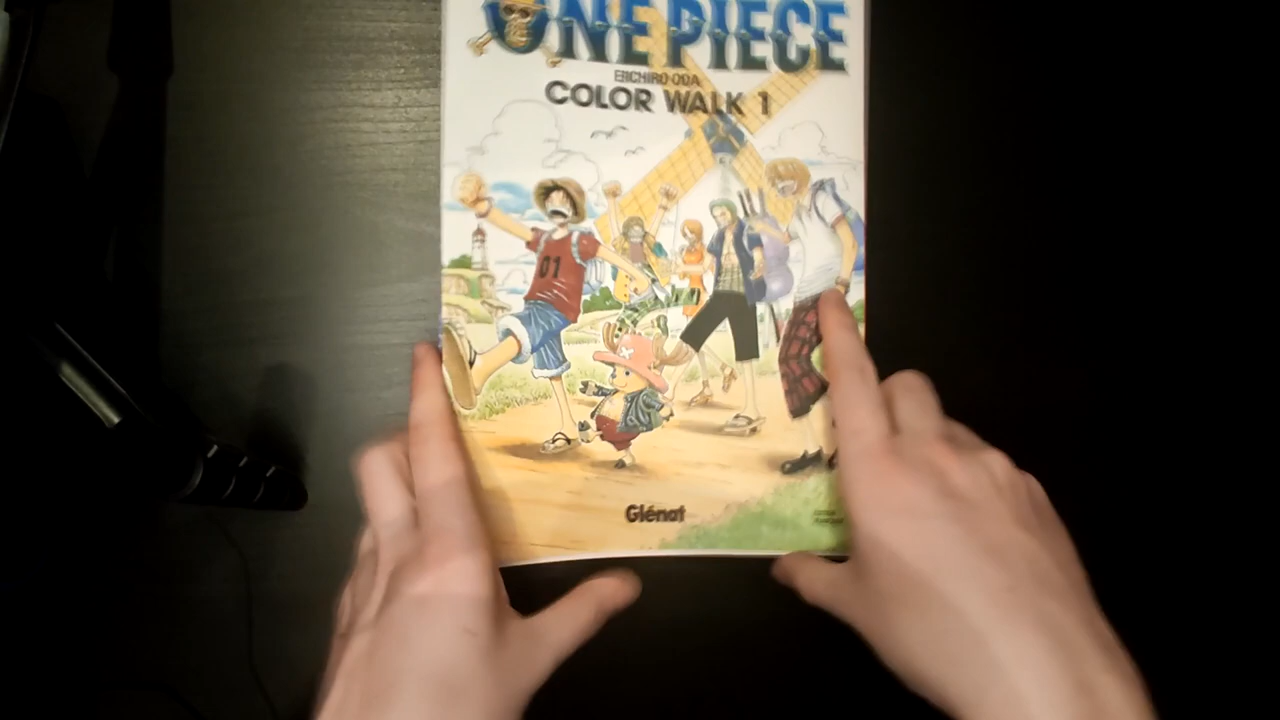 ONE PIECE
EIICHIRO ODA
COLOR WALK 1
01
Glénat